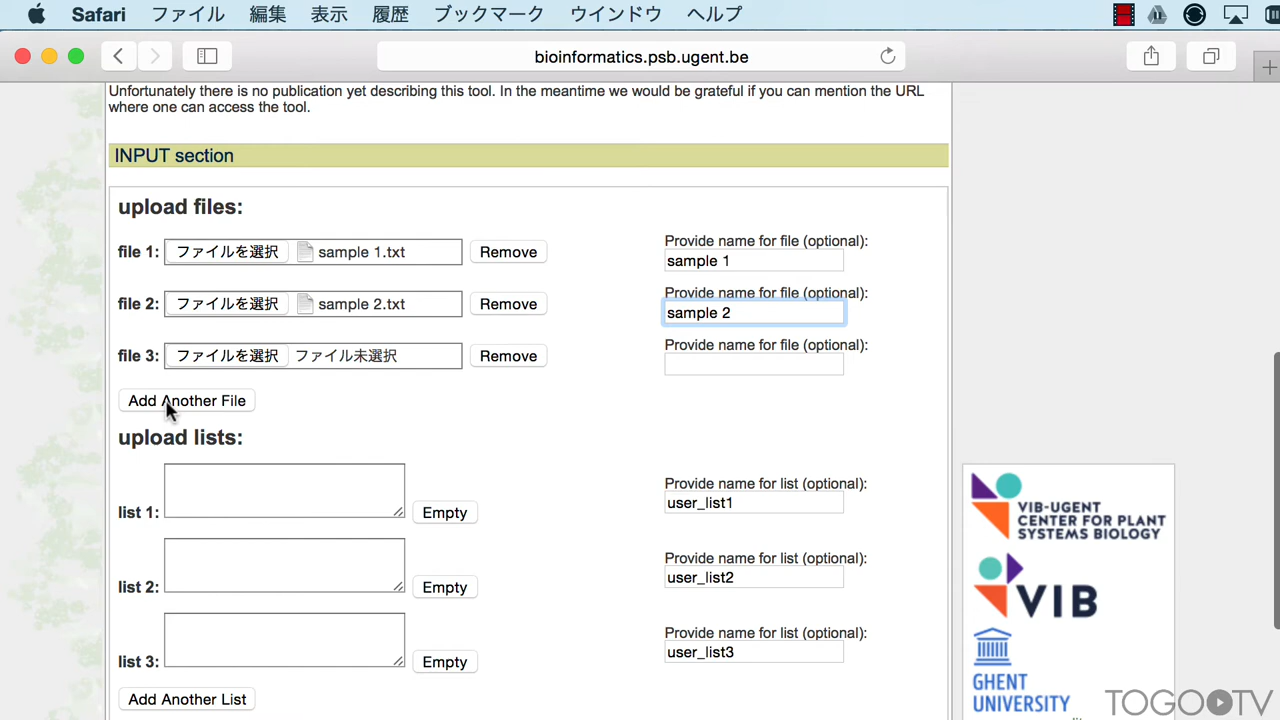 Safari ファイル 編集 表示 履歴 ブックマーク ウインドウ ヘルプ
bioinformatics.psb.ugent.be
Unfortunately there is no publication yet describing this tool. In the meantime we would be grateful if you can mention the URL
where one can access the tool.
INPUT section
upload files:
Provide name for file (optional):
file 1: ファイルを選択 sample 1.txt Remove sample 1
Provide name for file (optional):
file 2: ファイルを選択 sample 2.txt Remove sample 2
Provide name for file (optional):
file 3: ファイルを選択 ファイル未選択 Remove
Add Another File
upload lists:
Provide name for list (optional):
list 1: Empty user_list1
Provide name for list (optional):
list 2: Empty user_list2
Provide name for list (optional):
list 3: Empty user_list3
Add Another List
VIB-UGENT
CENTER FOR PLANT
SYSTEMS BIOLOGY
VIB
GHENT
UNIVERSITY
TOGO TV